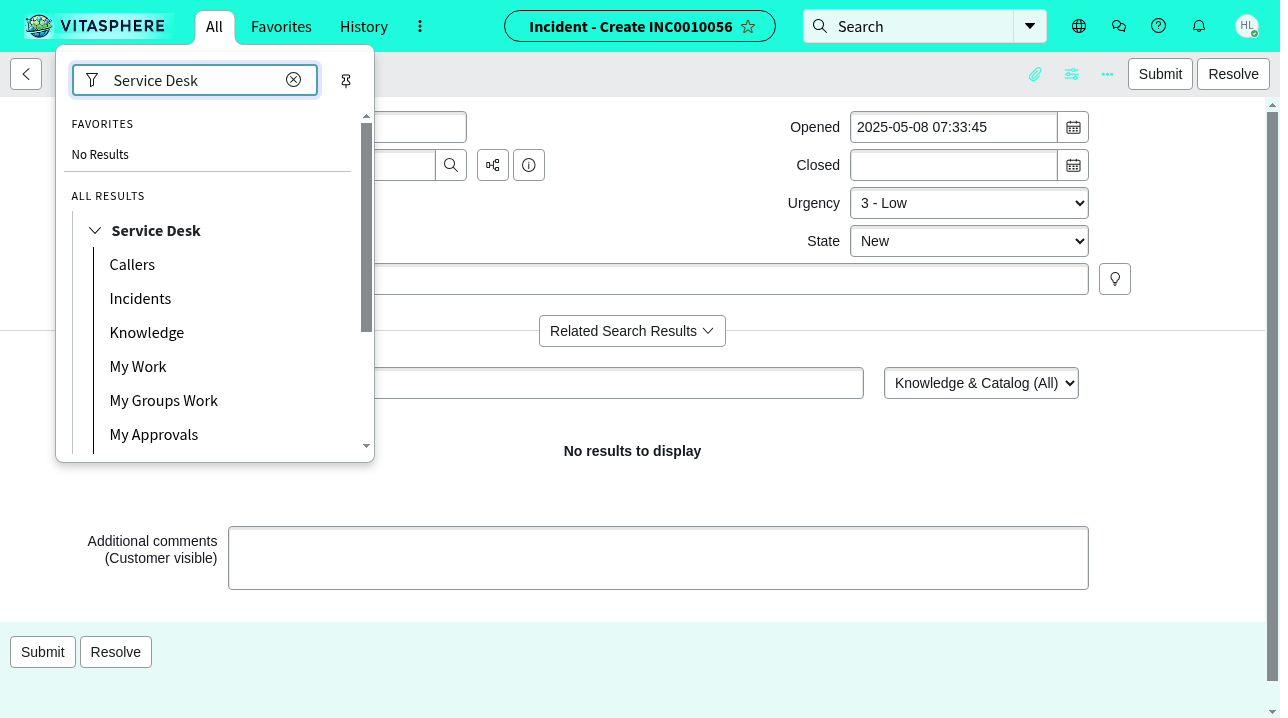 VITASPHERE
All
Favorites
History
Incident - Create INC0010056
Search
HL
Service Desk
Submit
Resolve
FAVORITES
No Results
ALL RESULTS
Service Desk
Callers
Incidents
Knowledge
My Work
My Groups Work
My Approvals
Opened
2025-05-08 07:33:45
Closed
Urgency
3 - Low
State
New
Related Search Results
Knowledge & Catalog (All)
No results to display
Additional comments
(Customer visible)
Submit
Resolve